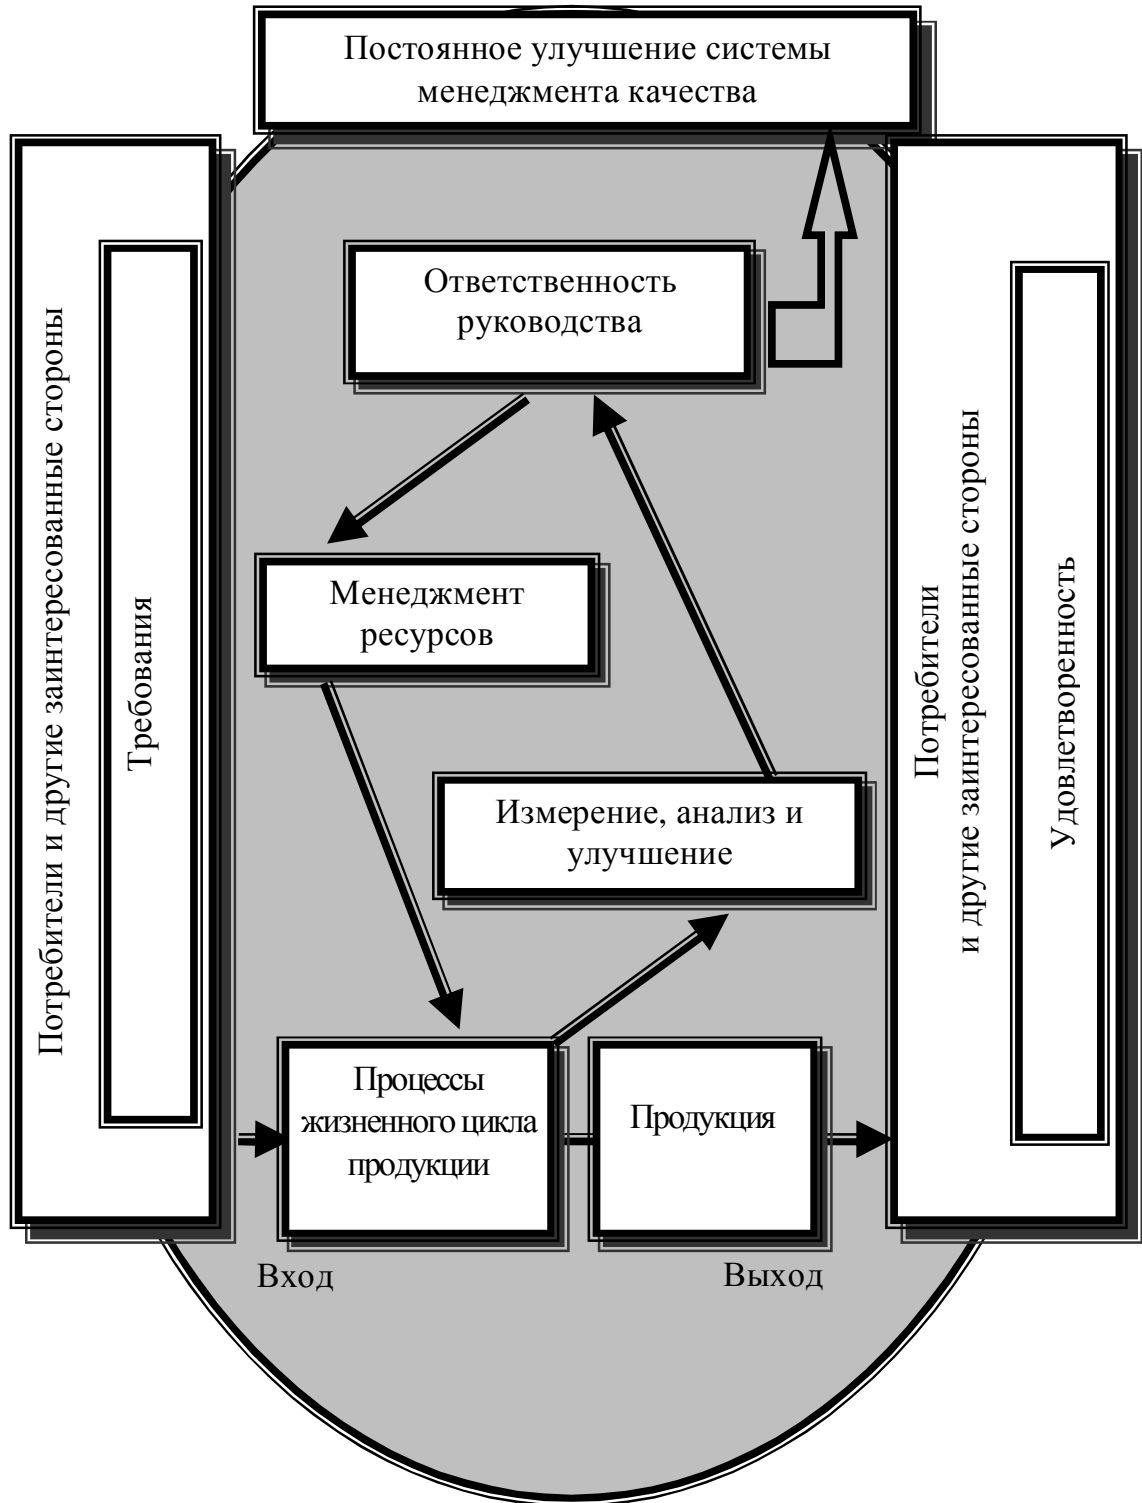 Постоянное улучшение системы
менеджмента качества
Потребители и другие заинтересованные стороны
Требования
Ответственность
руководства
Менеджмент
ресурсов
Измерение, анализ и
улучшение
Процессы
жизненного цикла
продукции
Продукция
Вход
Выход
Потребители
и другие заинтересованные стороны
Удовлетворенность